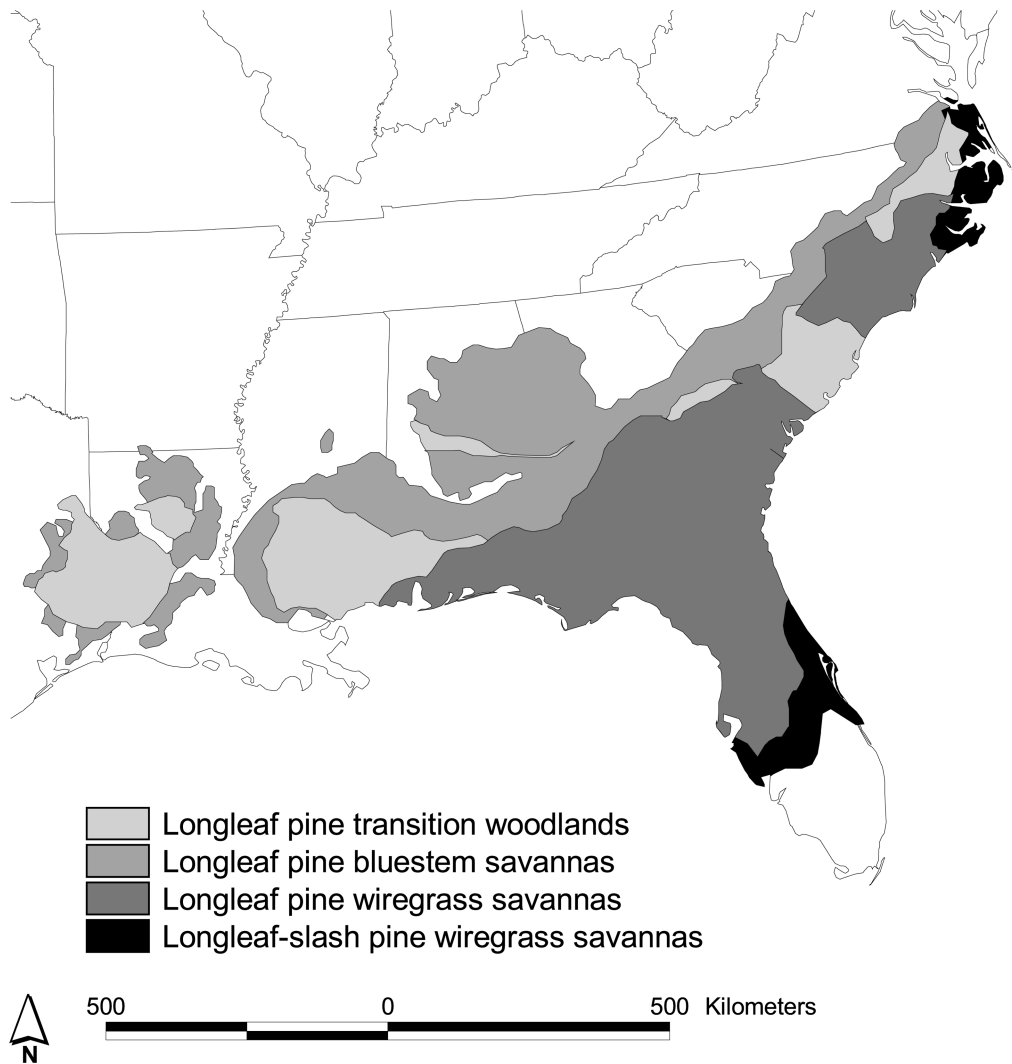 Longleaf pine transition woodlands
Longleaf pine bluestem savannas
Longleaf pine wiregrass savannas
Longleaf-slash pine wiregrass savannas
500 0 500 Kilometers
N